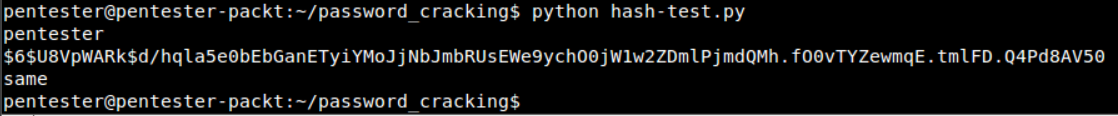 pentester@pentester-packt:~/password_cracking$ python hash-test.py
pentester
$6$U8VpWARk$d/hqla5e0bEbGanETyiYMoJjNbJmbRUsEWe9ychO0jW1w2ZDmlPjmdQMh.fO0vTYZewmqE.tmlFD.Q4Pd8AV50
same
pentester@pentester-packt:~/password_cracking$